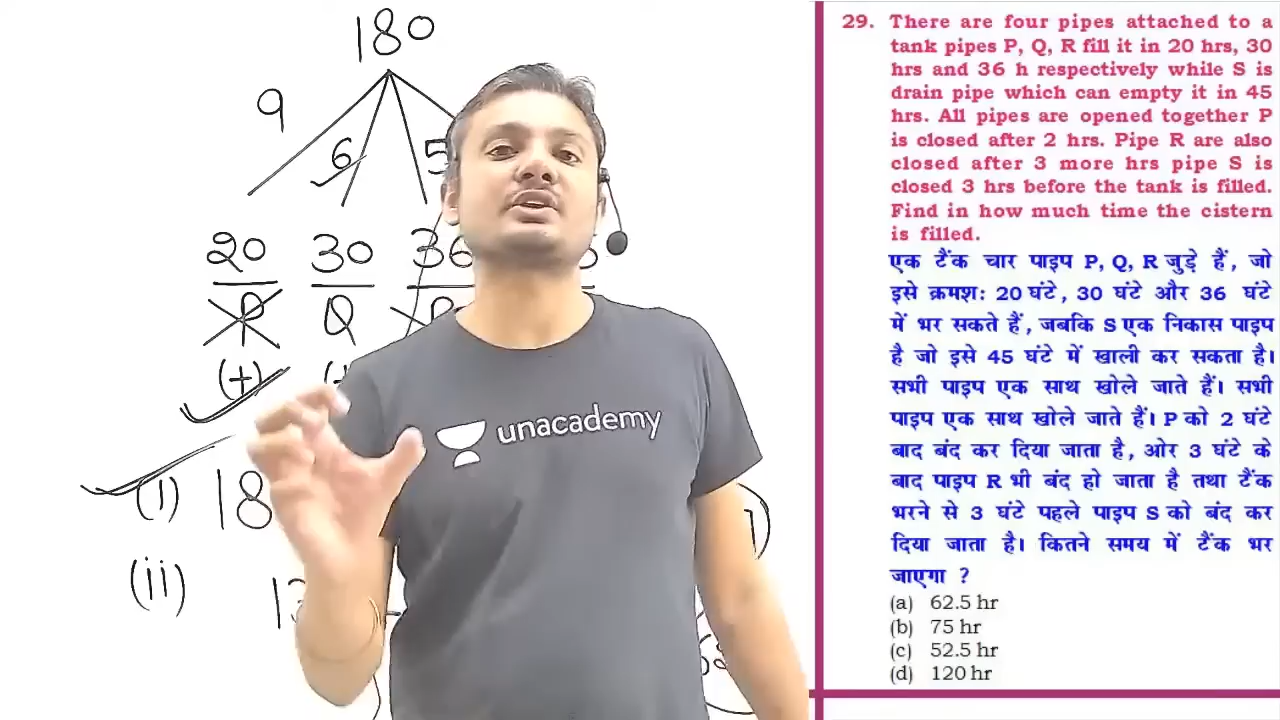 180
9
6
5
20 30 36
P Q
(+)
(i) 18
(ii)
unacademy
29. There are four pipes attached to a
tank pipes P, Q, R fill it in 20 hrs, 30
hrs and 36 h respectively while S is
drain pipe which can empty it in 45
hrs. All pipes are opened together P
is closed after 2 hrs. Pipe R are also
closed after 3 more hrs pipe S is
closed 3 hrs before the tank is filled.
Find in how much time the cistern
is filled.
एक टैंक चार पाइप P, Q, R जुड़े हैं, जो
इसे क्रमश: 20 घंटे, 30 घंटे और 36 घंटे
में भर सकते हैं, जबकि S एक निकास पाइप
है जो इसे 45 घंटे में खाली कर सकता है।
सभी पाइप एक साथ खोले जाते हैं। सभी
पाइप एक साथ खोले जाते हैं। P को 2 घंटे
बाद बंद कर दिया जाता है, ओर 3 घंटे के
बाद पाइप R भी बंद हो जाता है तथा टैंक
भरने से 3 घंटे पहले पाइप S को बंद कर
दिया जाता है। कितने समय में टैंक भर
जाएगा ?
(a) 62.5 hr
(b) 75 hr
(c) 52.5 hr
(d) 120 hr